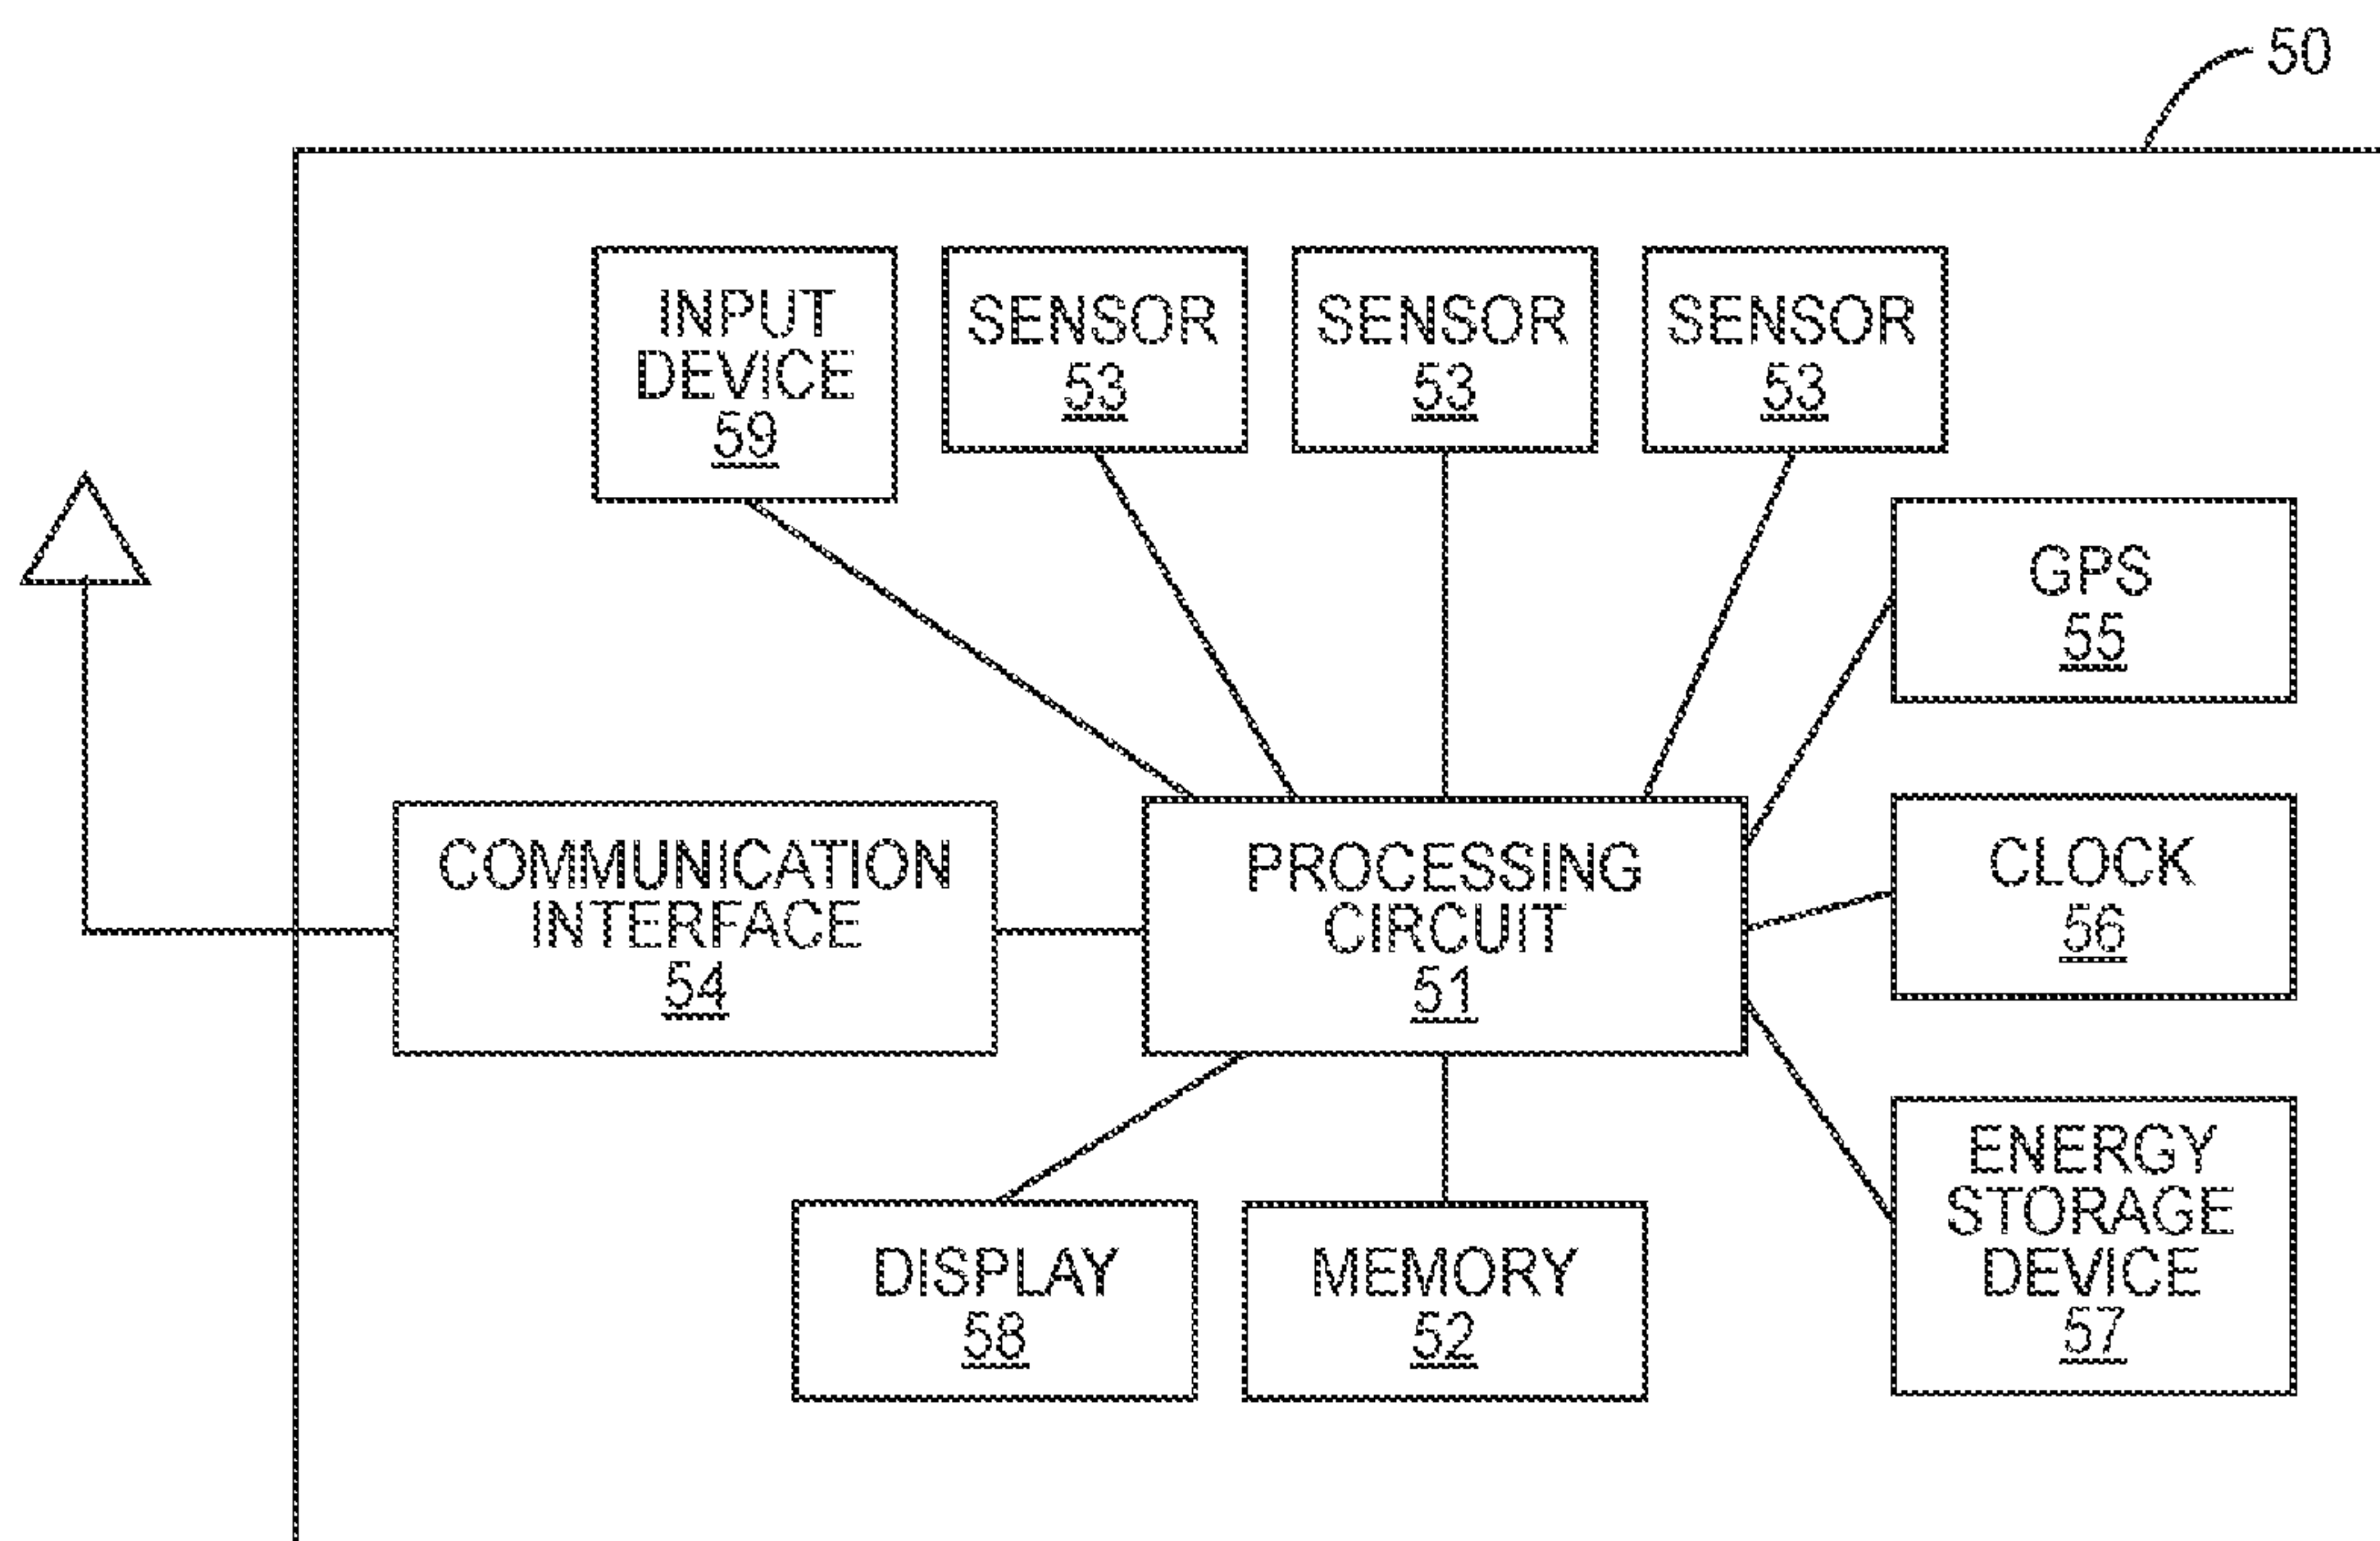 50
INPUT
DEVICE
59
SENSOR
53
SENSOR
53
SENSOR
53
GPS
55
COMMUNICATION
INTERFACE
54
PROCESSING
CIRCUIT
51
CLOCK
56
DISPLAY
58
MEMORY
52
ENERGY
STORAGE
DEVICE
57